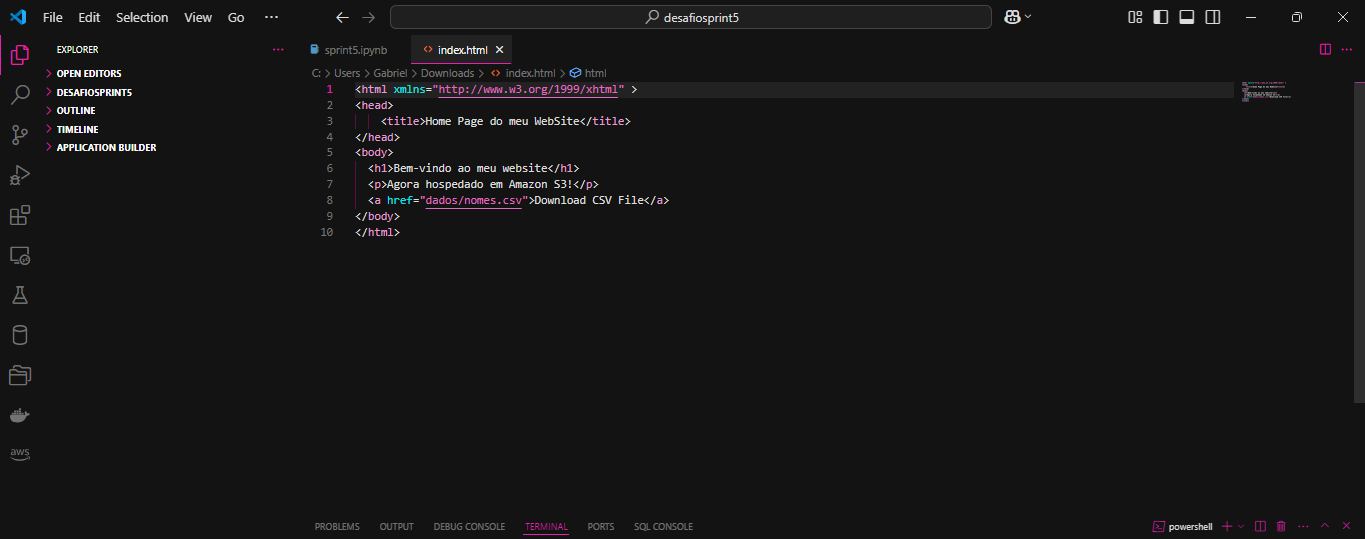 File Edit Selection View Go ··· desafiosprint5
EXPLORER ···
OPEN EDITORS
DESAFIOSPRINT5
OUTLINE
TIMELINE
APPLICATION BUILDER
aws
sprint5.ipynb <> index.html
C: > Users > Gabriel > Downloads > <> index.html > html
1 <html xmlns="http://www.w3.org/1999/xhtml" >
2 <head>
3 <title>Home Page do meu WebSite</title>
4 </head>
5 <body>
6 <h1>Bem-vindo ao meu website</h1>
7 <p>Agora hospedado em Amazon S3!</p>
8 <a href="dados/nomes.csv">Download CSV File</a>
9 </body>
10 </html>
PROBLEMS OUTPUT DEBUG CONSOLE TERMINAL PORTS SQL CONSOLE powershell